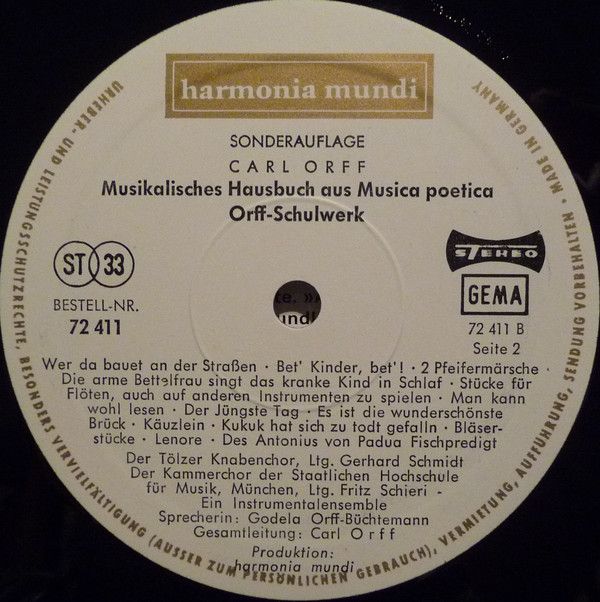 harmonia mundi
SONDERAUFLAGE
CARL ORFF
Musikalisches Hausbuch aus Musica poetica
Orff-Schulwerk
ST 33
STEREO
BESTELL-NR.
72 411
GEMA
72 411 B
Seite 2
Wer da bauet an der Straßen · Bet' Kinder, bet'! · 2 Pfeifermärsche ·
Die arme Bettelfrau singt das kranke Kind in Schlaf · Stücke für
Flöten, auch auf anderen Instrumenten zu spielen · Man kann
wohl lesen · Der Jüngste Tag · Es ist die wunderschönste
Brück · Käuzlein · Kukuk hat sich zu todt gefalln · Bläser-
stücke · Lenore · Des Antonius von Padua Fischpredigt
Der Tölzer Knabenchor, Ltg. Gerhard Schmidt
Der Kammerchor der Staatlichen Hochschule
für Musik, München, Ltg. Fritz Schieri -
Ein Instrumentalensemble
Sprecherin: Godela Orff-Büchtemann
Gesamtleitung: Carl Orff
Produktion:
harmonia mundi
URHEBER- UND LEISTUNGSSCHUTZRECHTE, BESONDERS VERVIELFÄLTIGUNG (AUSSER ZUM PERSÖNLICHEN GEBRAUCH), VERMIETUNG, AUFFÜHRUNG, SENDUNG VORBEHALTEN · MADE IN GERMANY